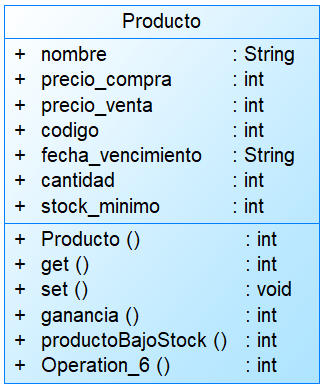 Producto
+ nombre : String
+ precio_compra : int
+ precio_venta : int
+ codigo : int
+ fecha_vencimiento : String
+ cantidad : int
+ stock_minimo : int
+ Producto () : int
+ get () : int
+ set () : void
+ ganancia () : int
+ productoBajoStock () : int
+ Operation_6 () : int